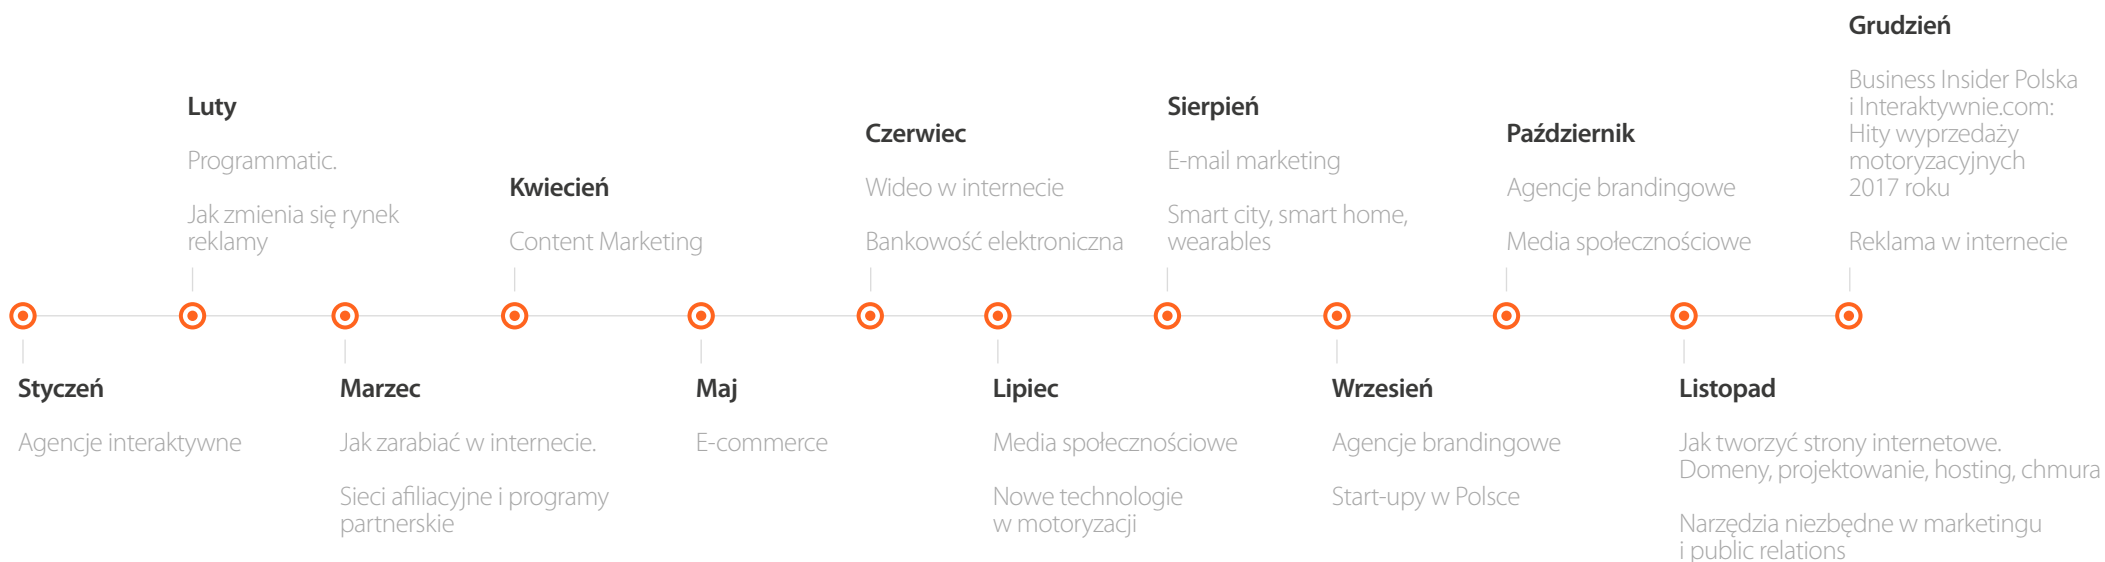 Styczeń
Agencje interaktywne
Luty
Programmatic.
Jak zmienia się rynek
reklamy
Marzec
Jak zarabiać w internecie.
Sieci afiliacyjne i programy
partnerskie
Kwiecień
Content Marketing
Maj
E-commerce
Czerwiec
Wideo w internecie
Bankowość elektroniczna
Lipiec
Media społecznościowe
Nowe technologie
w motoryzacji
Sierpień
E-mail marketing
Smart city, smart home,
wearables
Wrzesień
Agencje brandingowe
Start-upy w Polsce
Październik
Agencje brandingowe
Media społecznościowe
Listopad
Jak tworzyć strony internetowe.
Domeny, projektowanie, hosting, chmura
Narzędzia niezbędne w marketingu
i public relations
Grudzień
Business Insider Polska
i Interaktywnie.com:
Hity wyprzedaży
motoryzacyjnych
2017 roku
Reklama w internecie